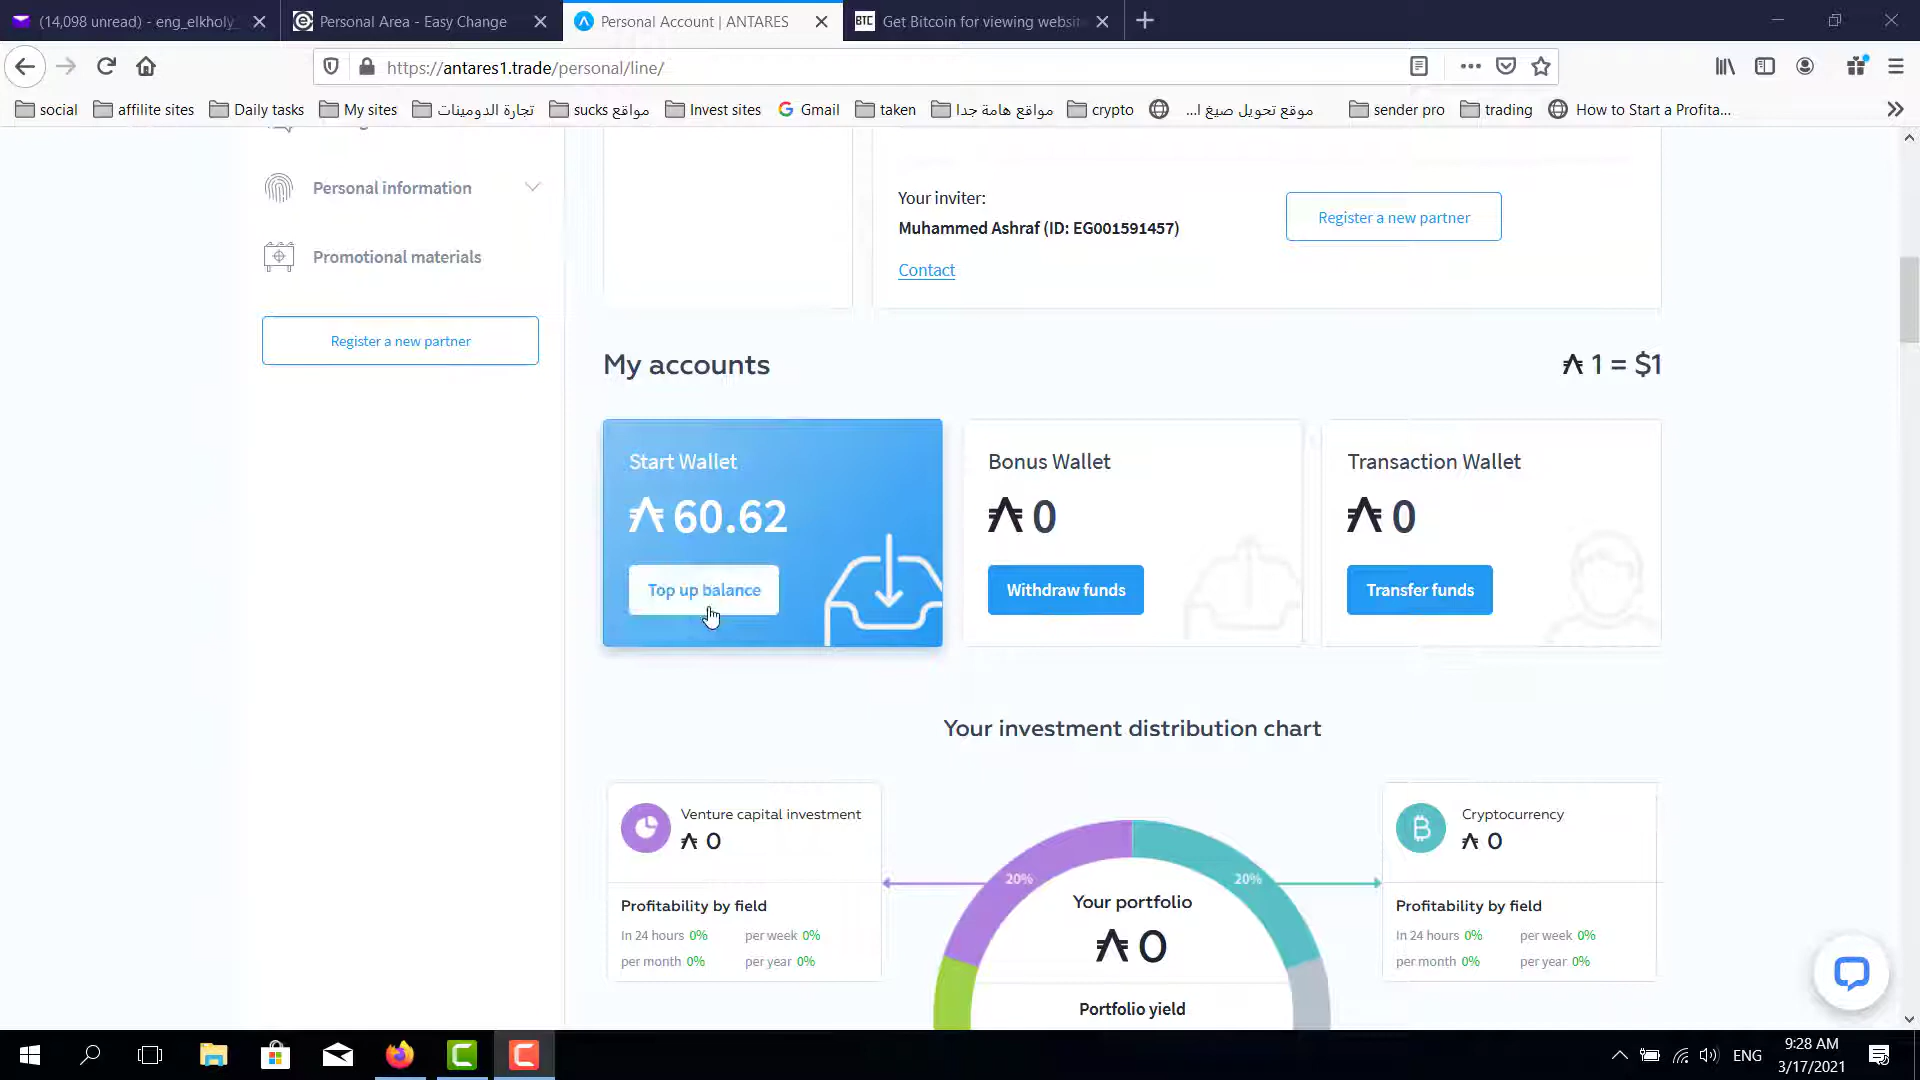 (14,098 unread) - eng_elkholy_
Personal Area - Easy Change
Personal Account | ANTARES
BTC
Get Bitcoin for viewing websit
https://antares1.trade/personal/line/
social
affilite sites
Daily tasks
My sites
تجارة الدومينات
sucks مواقع
Invest sites
Gmail
taken
مواقع هامة جدا
crypto
موقع تحويل صيغ ا...
sender pro
trading
How to Start a Profita...
Personal information
Promotional materials
Register a new partner
Your inviter:
Muhammed Ashraf (ID: EG001591457)
Register a new partner
Contact
My accounts
1 = $1
Start Wallet
60.62
Top up balance
Bonus Wallet
0
Withdraw funds
Transaction Wallet
0
Transfer funds
Your investment distribution chart
Venture capital investment
0
Profitability by field
In 24 hours 0% per week 0%
per month 0% per year 0%
20%
20%
Your portfolio
0
Portfolio yield
Cryptocurrency
0
Profitability by field
In 24 hours 0% per week 0%
per month 0% per year 0%
ENG
9:28 AM
3/17/2021